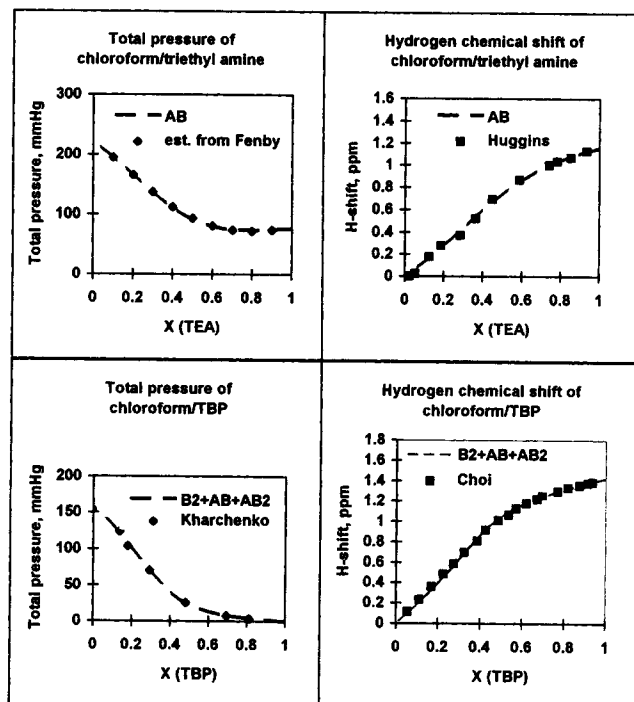 Total pressure of
chloroform/triethyl amine
300
200
100
0
Total pressure, mmHg
AB
est. from Fenby
0 0.2 0.4 0.6 0.8 1
X (TEA)
Hydrogen chemical shift of
chloroform/triethyl amine
1.6
1.4
1.2
1
0.8
0.6
0.4
0.2
0
H-shift, ppm
AB
Huggins
0 0.2 0.4 0.6 0.8 1
X (TEA)
Total pressure of
chloroform/TBP
200
150
100
50
0
Total pressure, mmHg
B2+AB+AB2
Kharchenko
0 0.2 0.4 0.6 0.8 1
X (TBP)
Hydrogen chemical shift of
chloroform/TBP
1.8
1.6
1.4
1.2
1
0.8
0.6
0.4
0.2
0
H-shift, ppm
B2+AB+AB2
Choi
0 0.2 0.4 0.6 0.8 1
X (TBP)